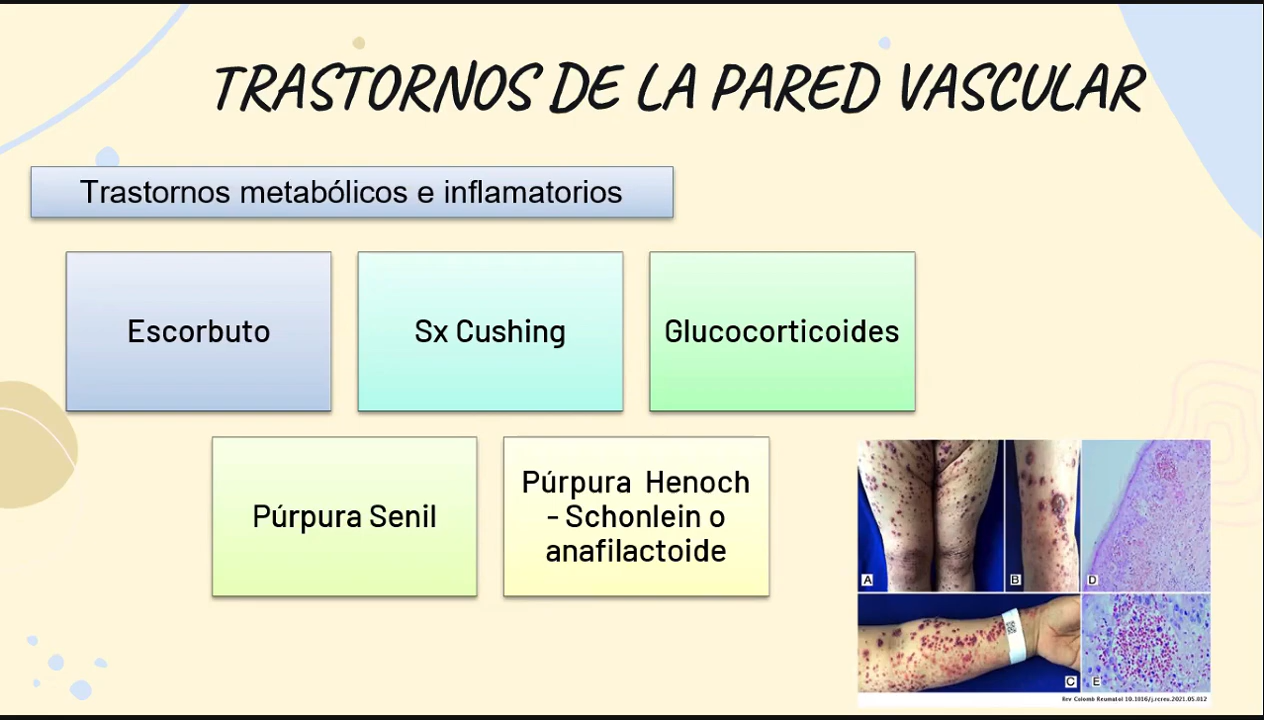 TRASTORNOS DE LA PARED VASCULAR
Trastornos metabólicos e inflamatorios
Escorbuto
Sx Cushing
Glucocorticoides
Púrpura Senil
Púrpura Henoch
- Schonlein o
anafilactoide
A
B
D
C
E
Rev Colomb Reumatol 10.1016/j.rcreu.2021.05.012